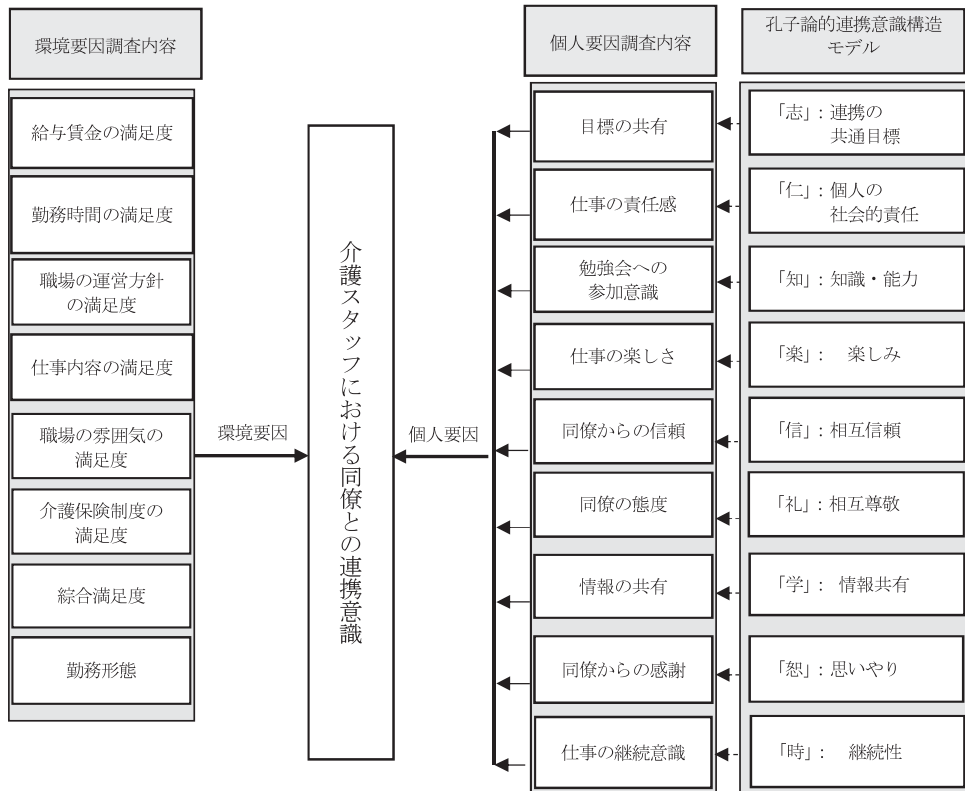 環境要因調査内容
給与賃金の満足度
勤務時間の満足度
職場の運営方針
の満足度
仕事内容の満足度
職場の雰囲気の
満足度
介護保険制度の
満足度
綜合満足度
勤務形態
環境要因
介護スタッフにおける同僚との連携意識
個人要因
個人要因調査内容
目標の共有
仕事の責任感
勉強会への
参加意識
仕事の楽しさ
同僚からの信頼
同僚の態度
情報の共有
同僚からの感謝
仕事の継続意識
孔子論的連携意識構造
モデル
「志」: 連携の
共通目標
「仁」: 個人の
社会的責任
「知」: 知識・能力
「楽」: 楽しみ
「信」: 相互信頼
「礼」: 相互尊敬
「学」: 情報共有
「恕」: 思いやり
「時」: 継続性